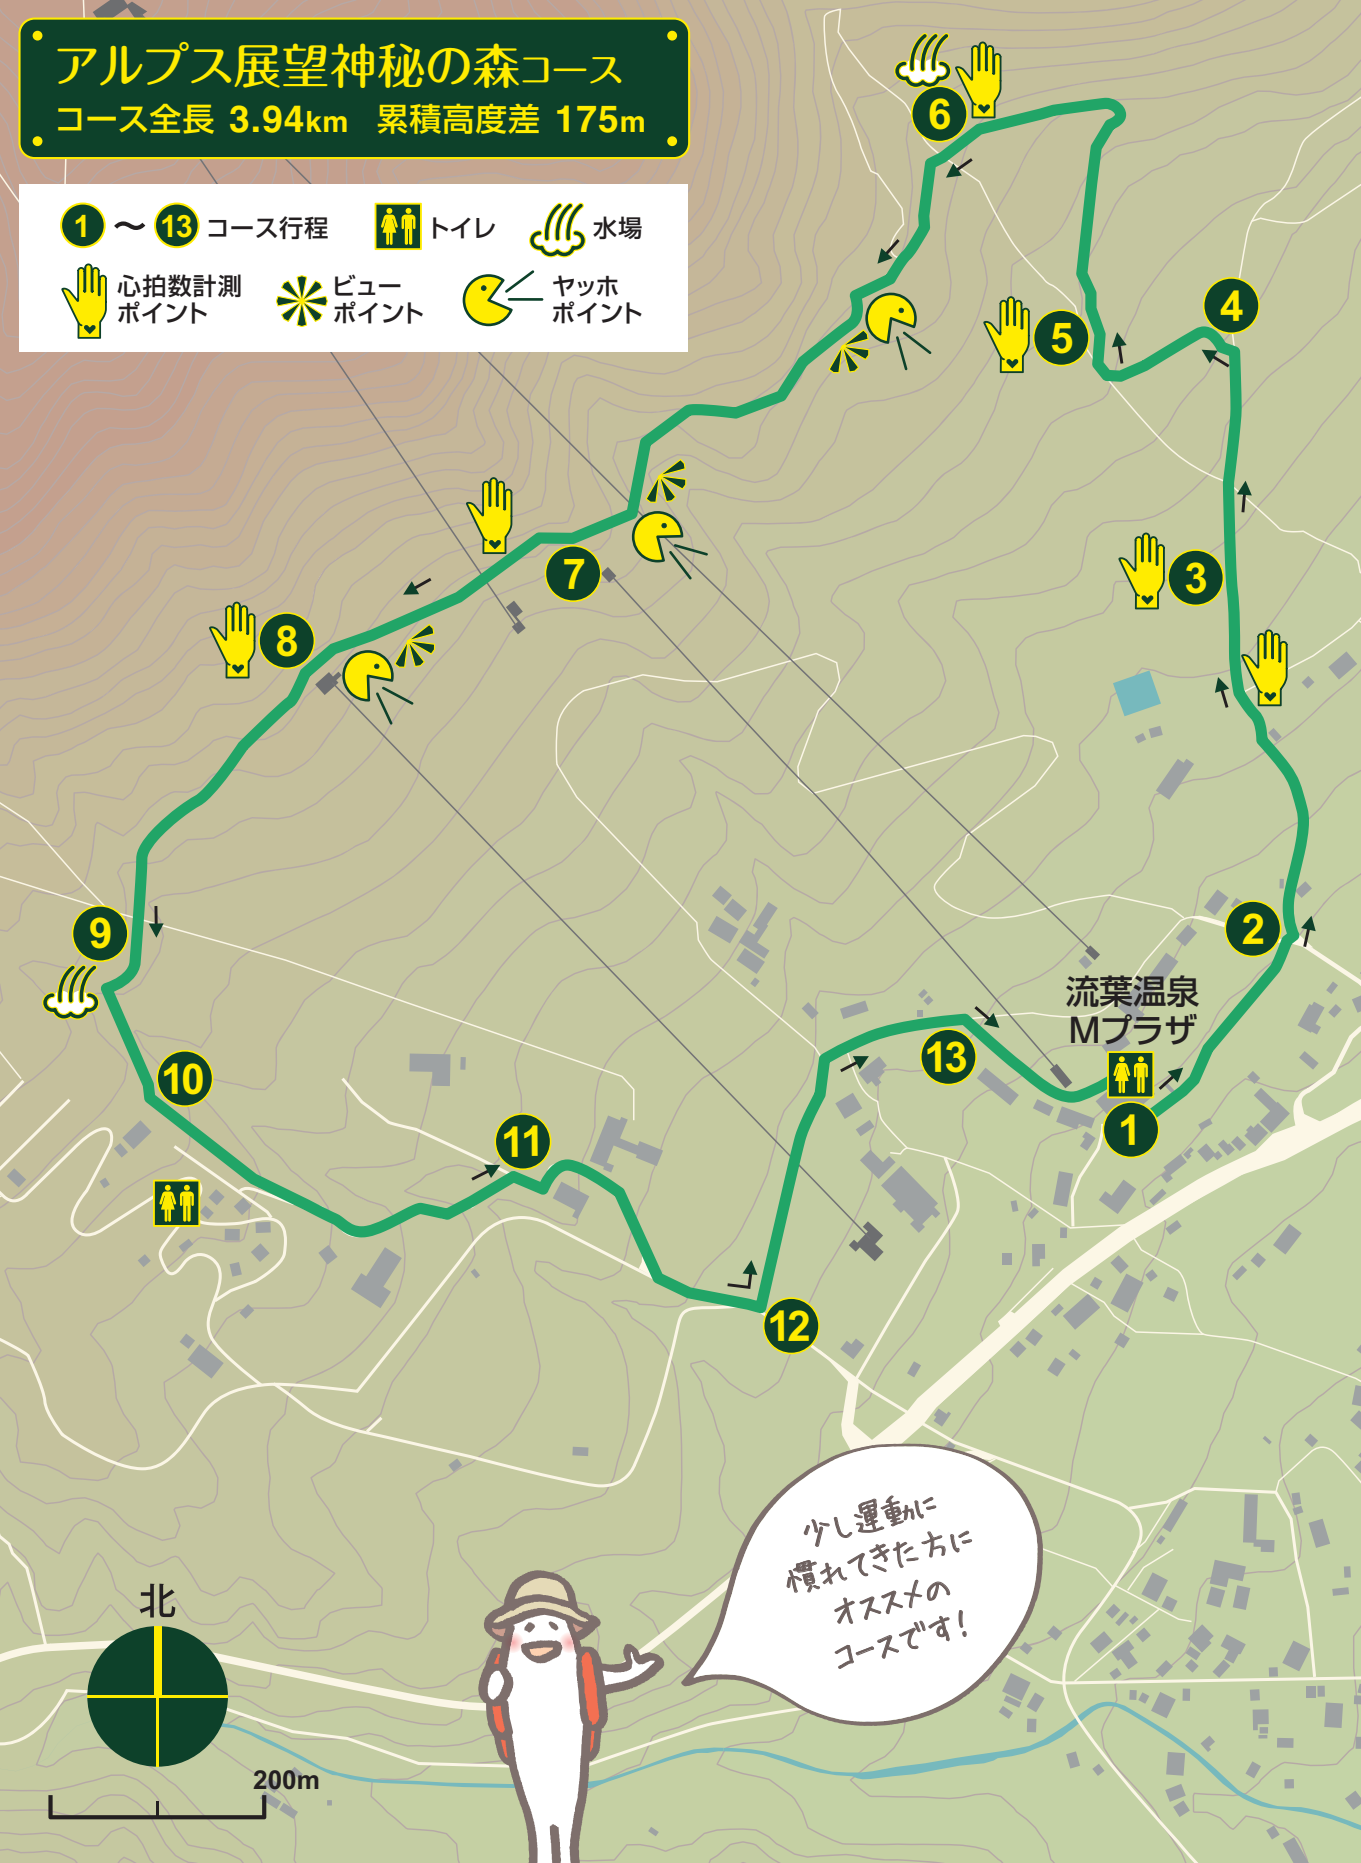 アルプス展望神秘の森コース
コース全長 3.94km 累積高度差 175m
1 〜 13 コース行程 トイレ 水場
心拍数計測
ポイント
ビュー
ポイント
ヤッホ
ポイント
6
4
5
3
7
8
2
9
流葉温泉
Mプラザ
13
10
1
11
12
少し運動に
慣れてきた方に
オススメの
コースです!
北
200m